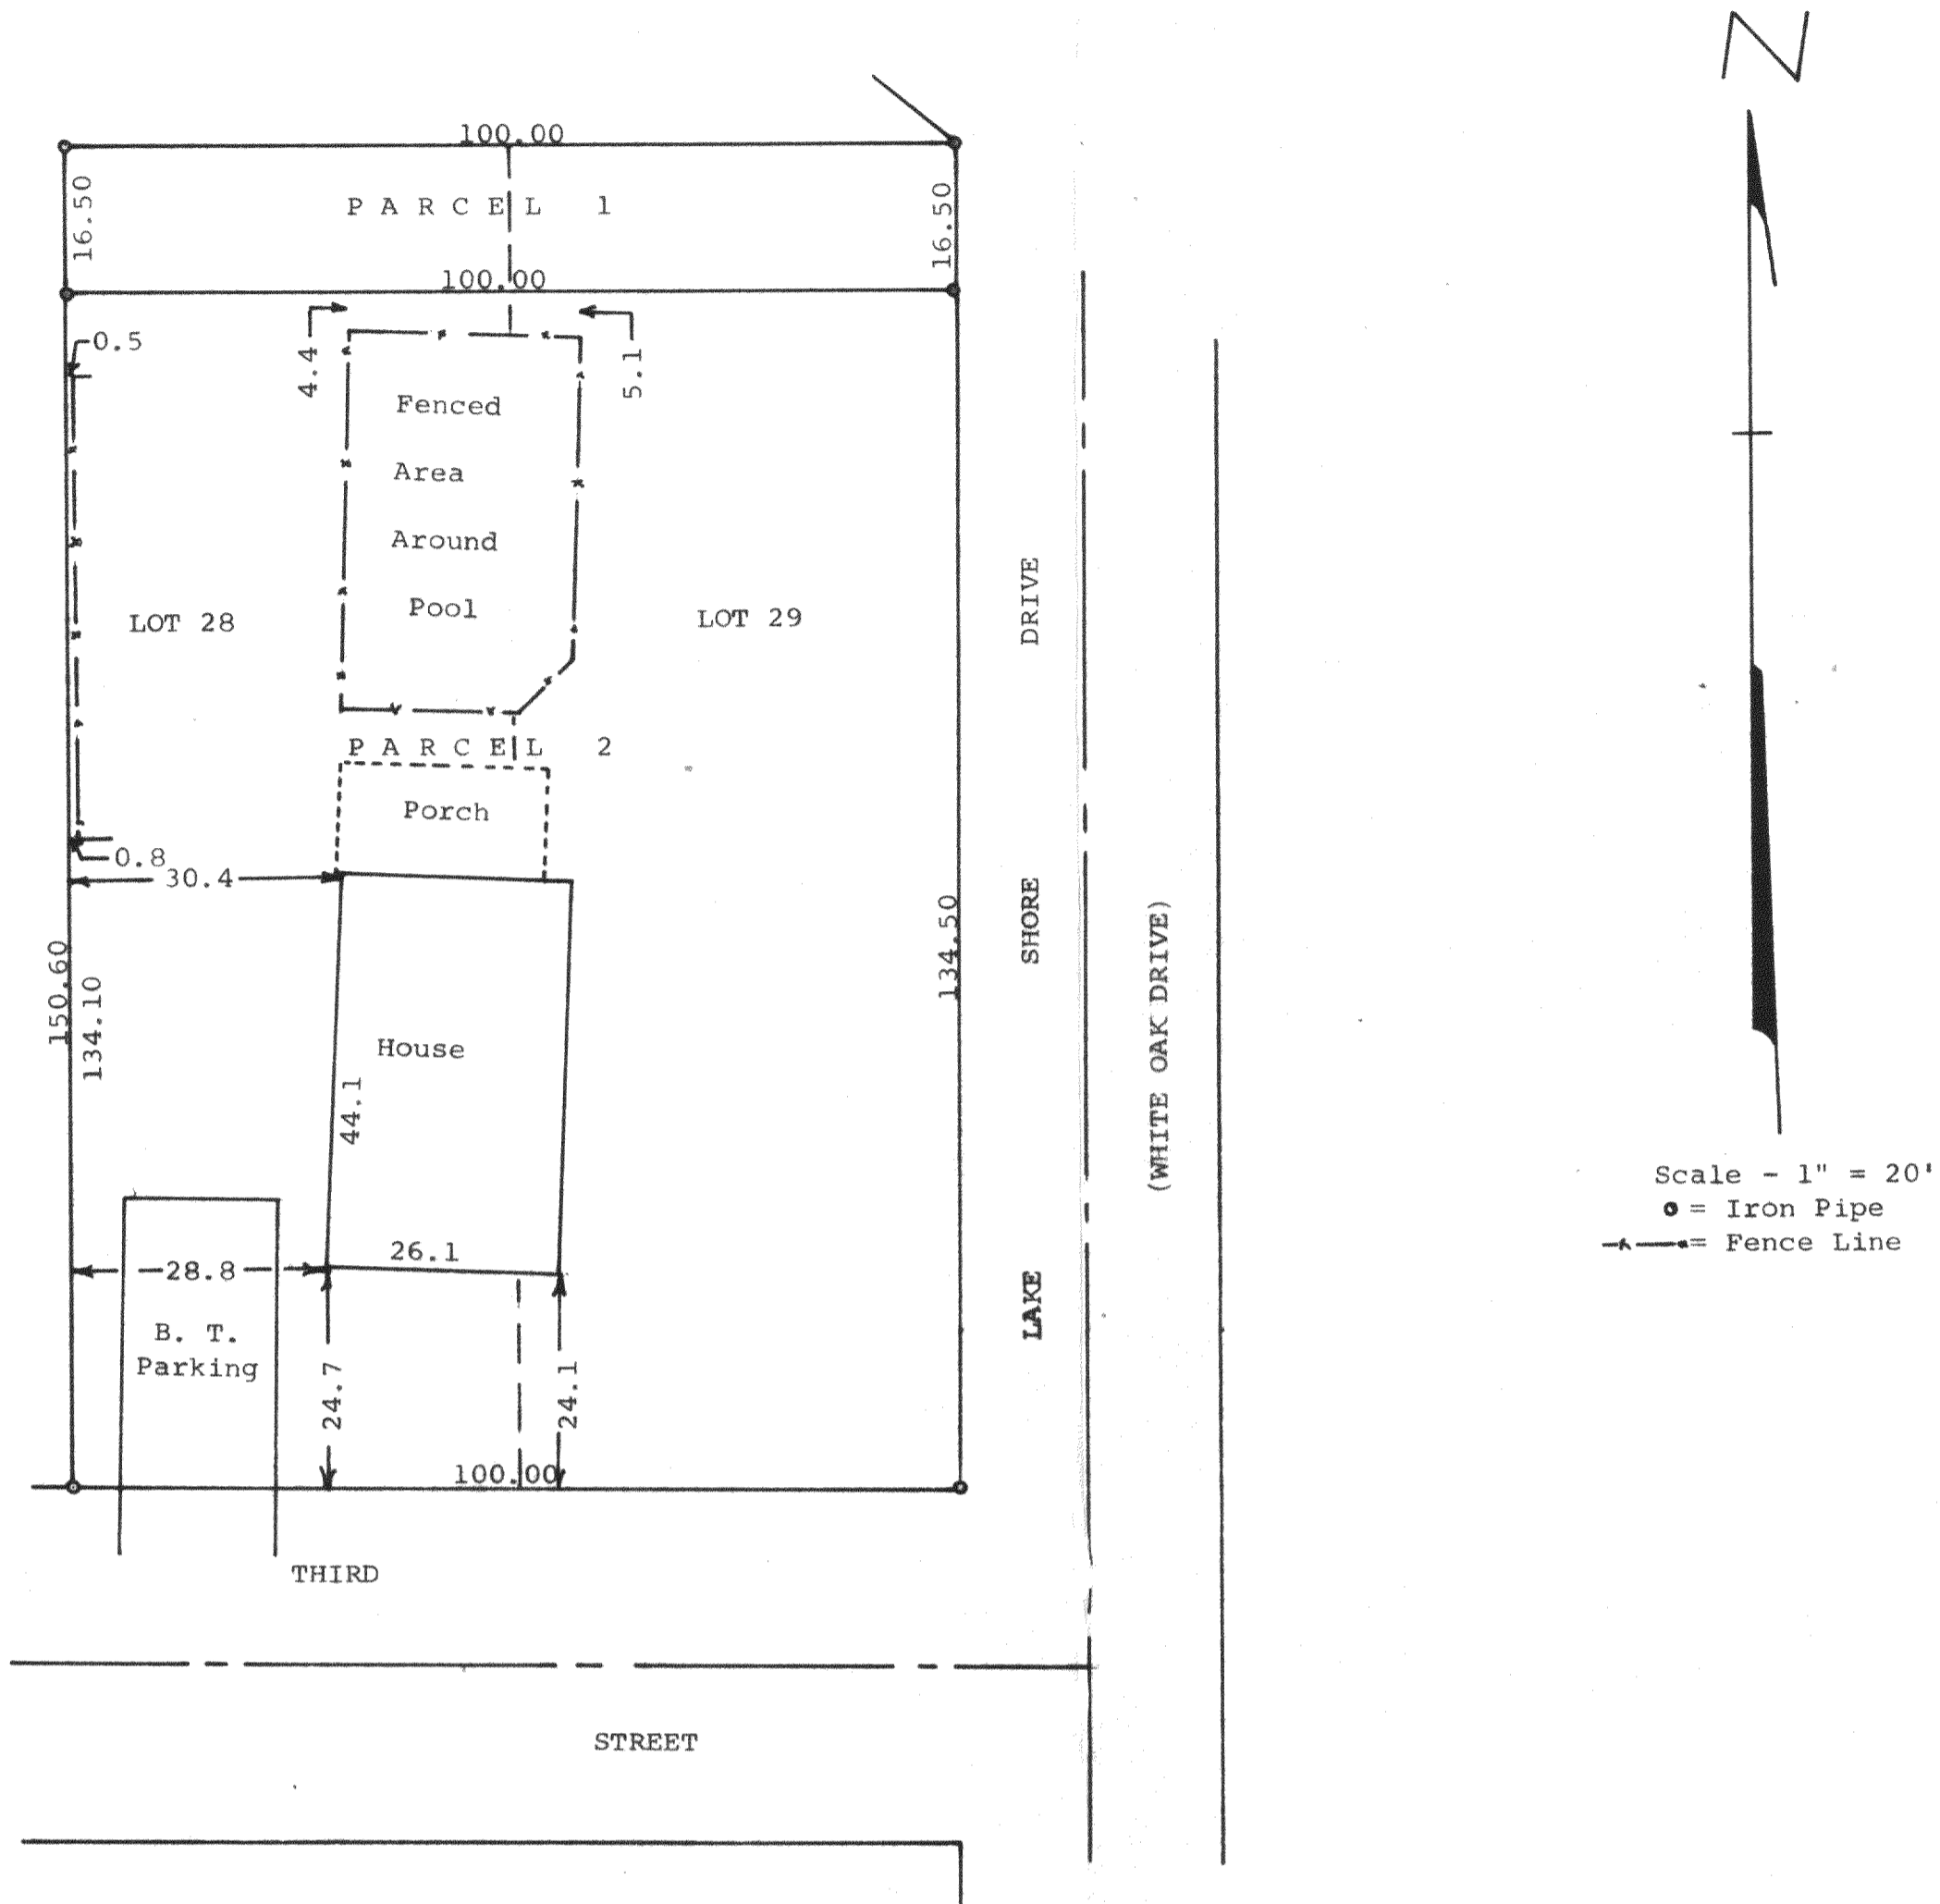 N
100.00
16.50
PARCEL 1
16.50
100.00
0.5
4.4
5.1
Fenced
Area
Around
Pool
LOT 28
LOT 29
PARCEL 2
Porch
0.8
30.4
150.60
134.10
House
44.1
134.50
26.1
28.8
B. T.
Parking
24.7
24.1
100.00
LAKE SHORE DRIVE
(WHITE OAK DRIVE)
Scale - 1" = 20'
= Iron Pipe
= Fence Line
THIRD
STREET